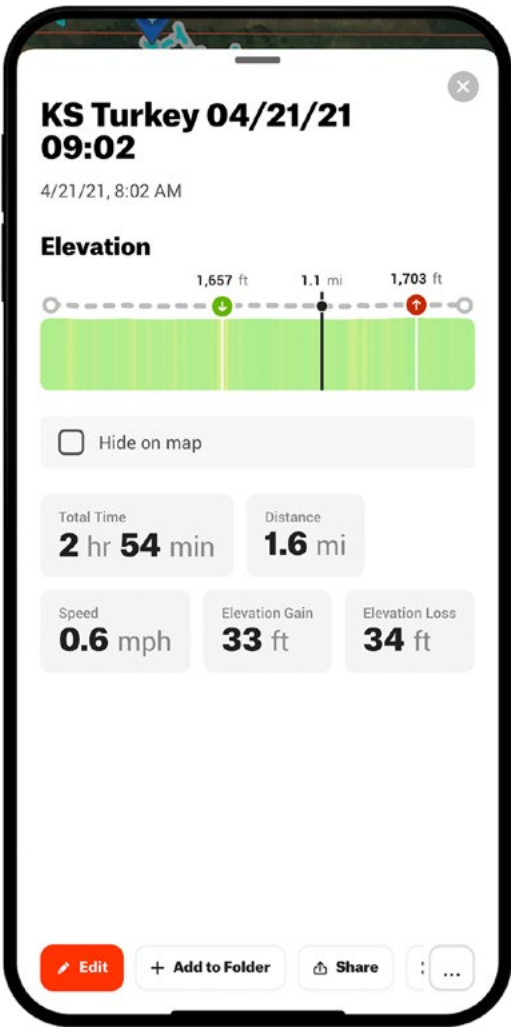 KS Turkey 04/21/21
09:02
4/21/21, 8:02 AM
Elevation
1,657 ft 1.1 mi 1,703 ft
Hide on map
Total Time Distance
2 hr 54 min 1.6 mi
Speed Elevation Gain Elevation Loss
0.6 mph 33 ft 34 ft
Edit + Add to Folder Share ...